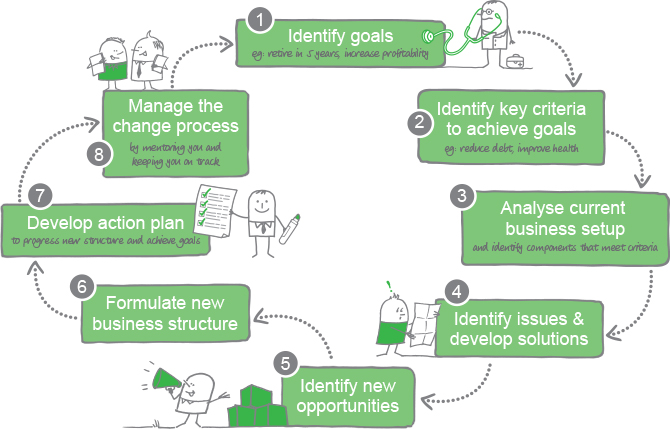 1
Identify goals
eg: retire in 5 years, increase profitability
2
Identify key criteria
to achieve goals
eg: reduce debt, improve health
3
Analyse current
business setup
and identify components that meet criteria
4
Identify issues &
develop solutions
5
Identify new
opportunities
6
Formulate new
business structure
7
Develop action plan
to progress new structure and achieve goals
8
Manage the
change process
by mentoring you and
keeping you on track